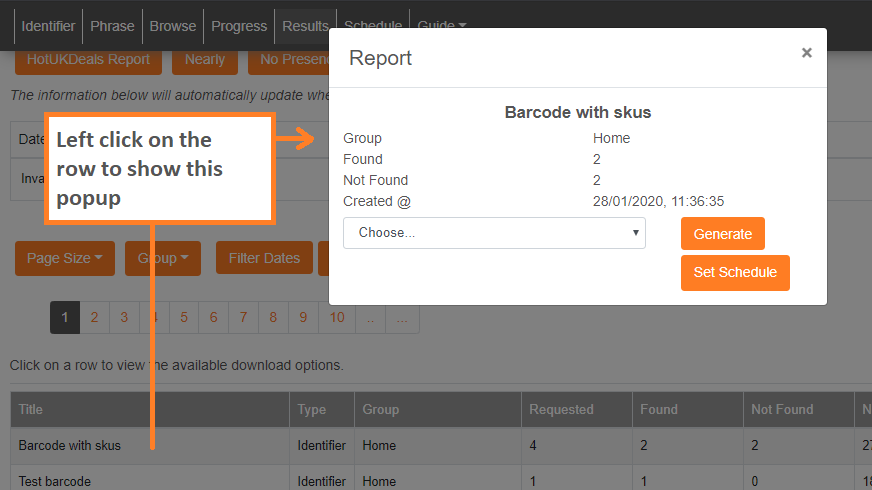 Identifier Phrase Browse Progress Results Schedule Guide
HotUKDeals Report Nearly No Presen
The information below will automatically update whe
Date
Inva
Left click on the
row to show this
popup
Report ×
Barcode with skus
Group Home
Found 2
Not Found 2
Created @ 28/01/2020, 11:36:35
Choose... Generate
Set Schedule
Page Size Group Filter Dates
1 2 3 4 5 6 7 8 9 10 .. ...
Click on a row to view the available download options.
Title Type Group Requested Found Not Found N
Barcode with skus Identifier Home 4 2 2 27
Test barcode Identifier Home 1 1 0 18